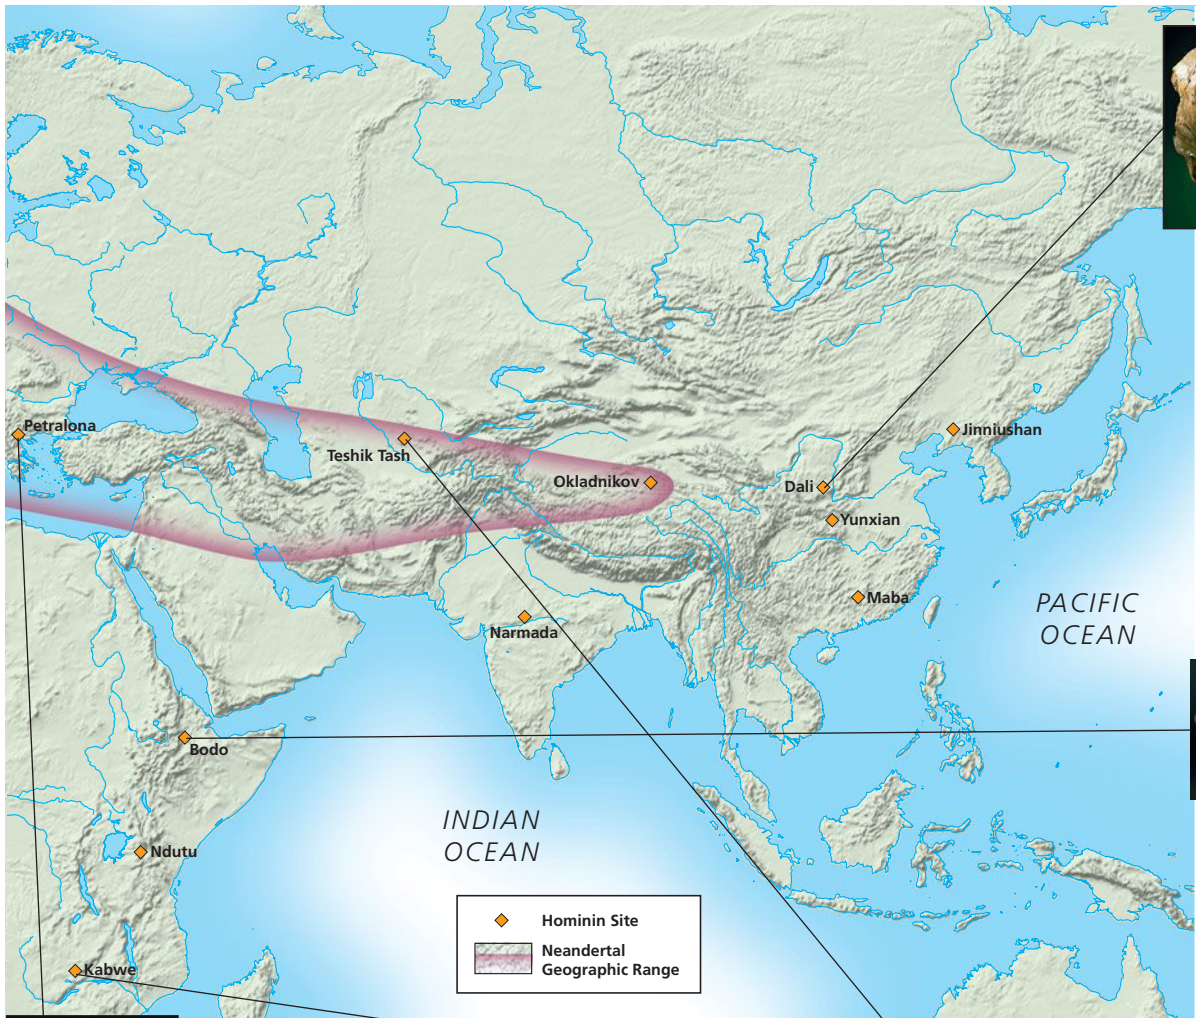 Petralona
Teshik Tash
Okladnikov
Jinniushan
Dali
Yunxian
Maba
PACIFIC
OCEAN
Narmada
Bodo
INDIAN
OCEAN
Ndutu
Kabwe
Hominin Site
Neandertal
Geographic Range